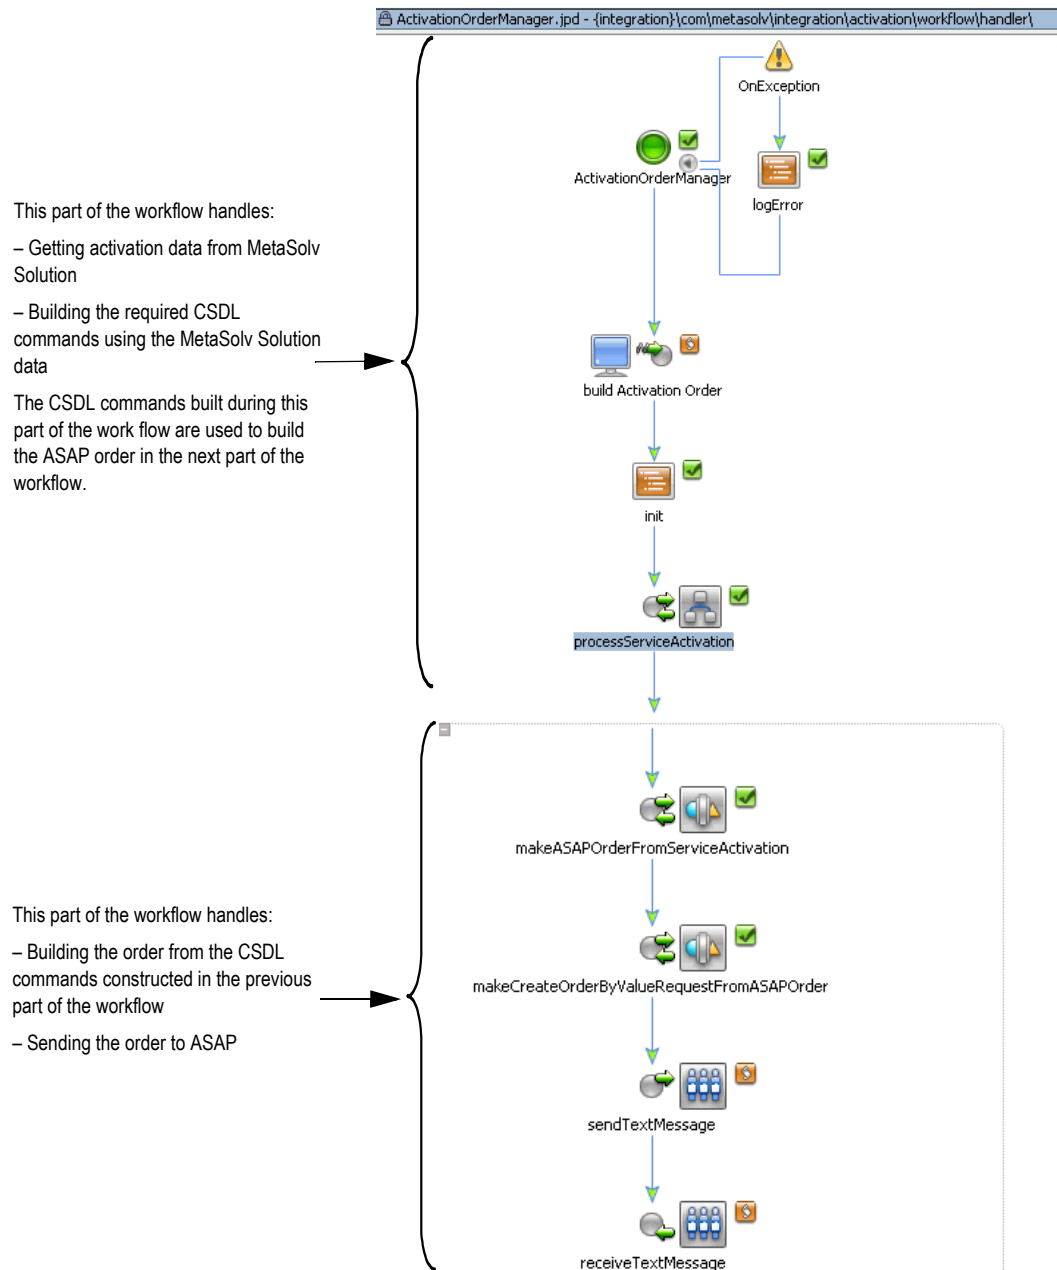 ActivationOrderManager.jpd - {integration}\com\metasolv\integration\activation\workflow\handler\
OnException
ActivationOrderManager
logError
This part of the workflow handles:
– Getting activation data from MetaSolv
Solution
– Building the required CSDL
commands using the MetaSolv Solution
data
The CSDL commands built during this
part of the work flow are used to build
the ASAP order in the next part of the
workflow.
build Activation Order
init
processServiceActivation
makeASAPOrderFromServiceActivation
This part of the workflow handles:
– Building the order from the CSDL
commands constructed in the previous
part of the workflow
– Sending the order to ASAP
makeCreateOrderByValueRequestFromASAPOrder
sendTextMessage
receiveTextMessage